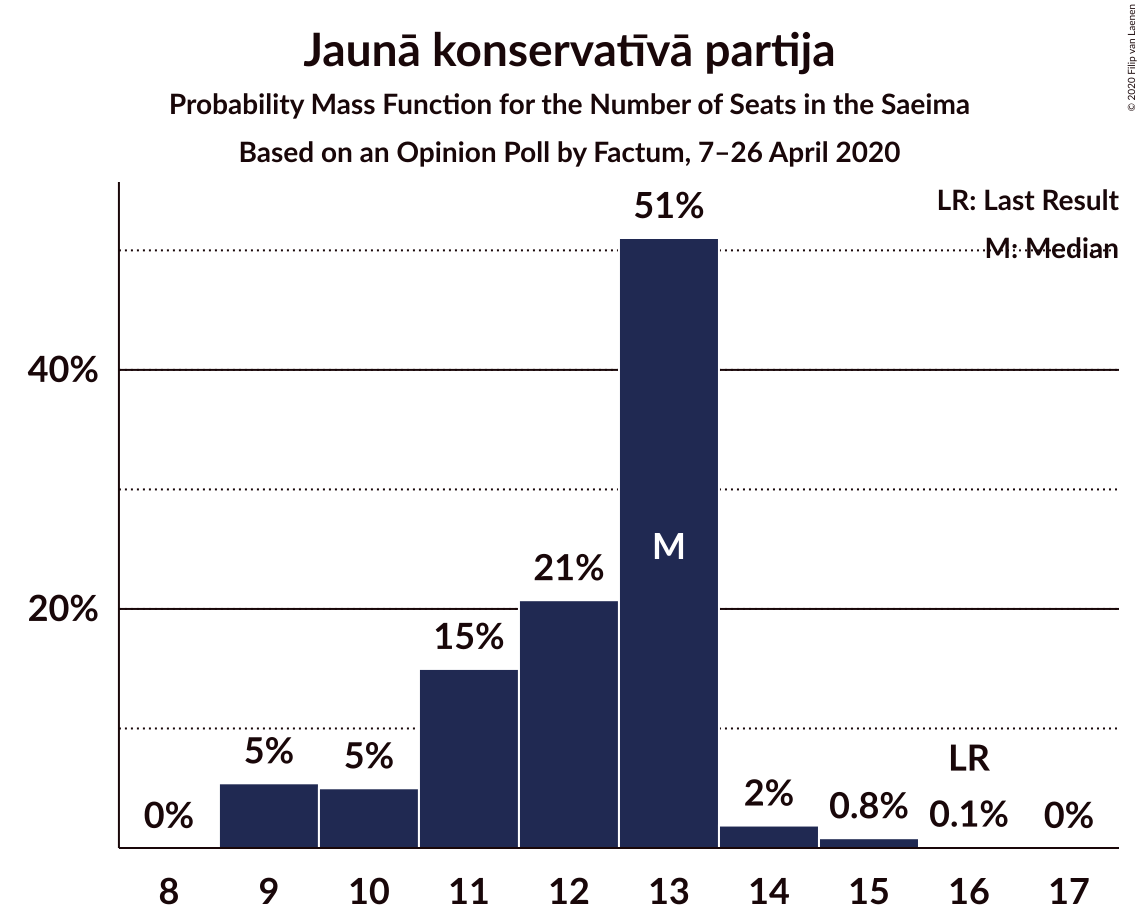 Jaunā konservatīvā partija
Probability Mass Function for the Number of Seats in the Saeima
Based on an Opinion Poll by Factum, 7–26 April 2020
© 2020 Filip van Laenen
LR: Last Result
M: Median
51%
40%
M
21%
20%
15%
5%
5%
LR
2%
0.8%
0.1%
0%
0%
8 9 10 11 12 13 14 15 16 17